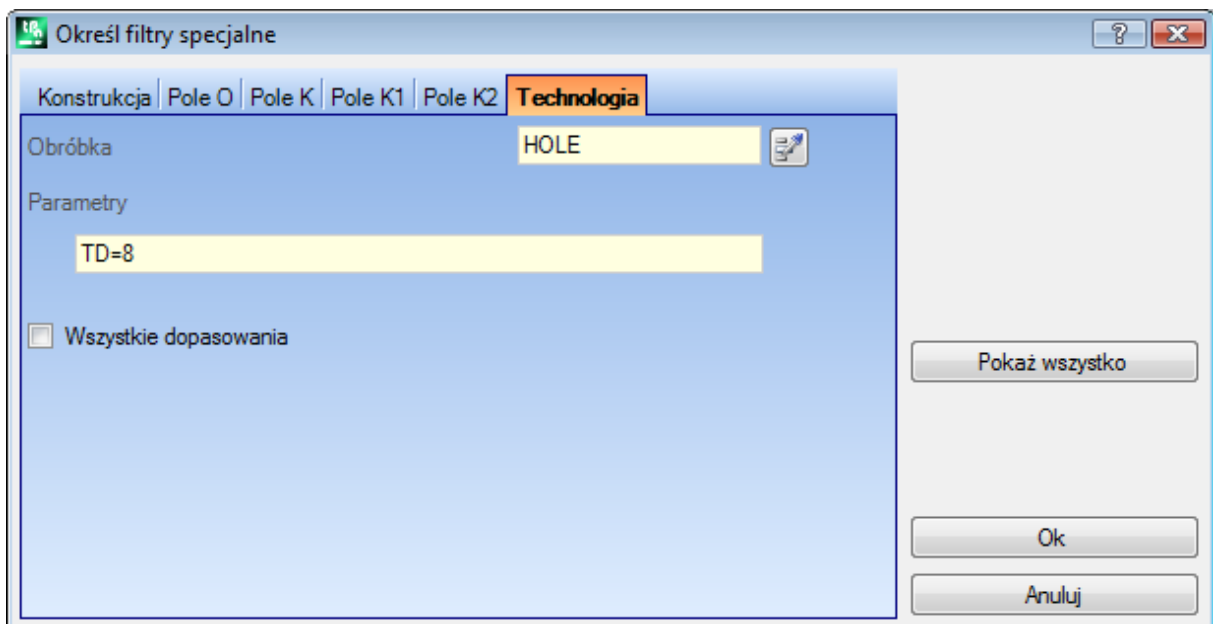 Określ filtry specjalne
Konstrukcja Pole O Pole K Pole K1 Pole K2 Technologia
Obróbka HOLE
Parametry
TD=8
Wszystkie dopasowania
Pokaż wszystko
Ok
Anuluj